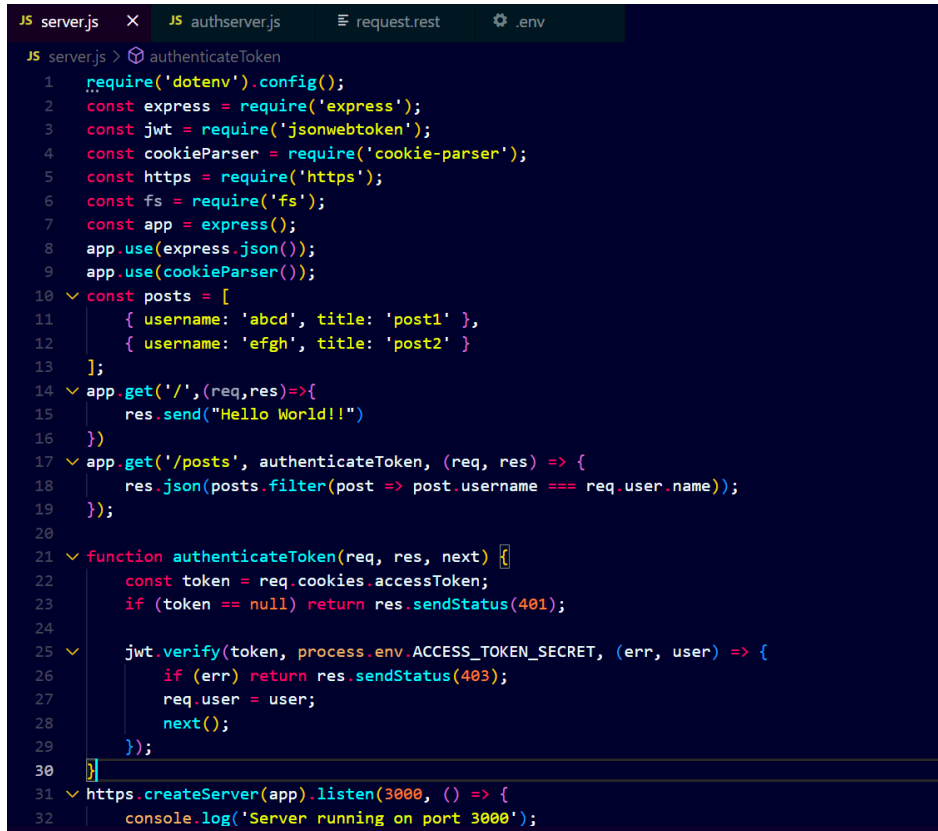 JS server.js × JS authserver.js request.rest .env
JS server.js > authenticateToken
1 require('dotenv').config();
2 const express = require('express');
3 const jwt = require('jsonwebtoken');
4 const cookieParser = require('cookie-parser');
5 const https = require('https');
6 const fs = require('fs');
7 const app = express();
8 app.use(express.json());
9 app.use(cookieParser());
10 const posts = [
11     { username: 'abcd', title: 'post1' },
12     { username: 'efgh', title: 'post2' }
13 ];
14 app.get('/',(req,res)=>{
15     res.send("Hello World!!")
16 })
17 app.get('/posts', authenticateToken, (req, res) => {
18     res.json(posts.filter(post => post.username === req.user.name));
19 });
20
21 function authenticateToken(req, res, next) {
22     const token = req.cookies.accessToken;
23     if (token == null) return res.sendStatus(401);
24
25     jwt.verify(token, process.env.ACCESS_TOKEN_SECRET, (err, user) => {
26         if (err) return res.sendStatus(403);
27         req.user = user;
28         next();
29     });
30 }
31 https.createServer(app).listen(3000, () => {
32     console.log('Server running on port 3000');